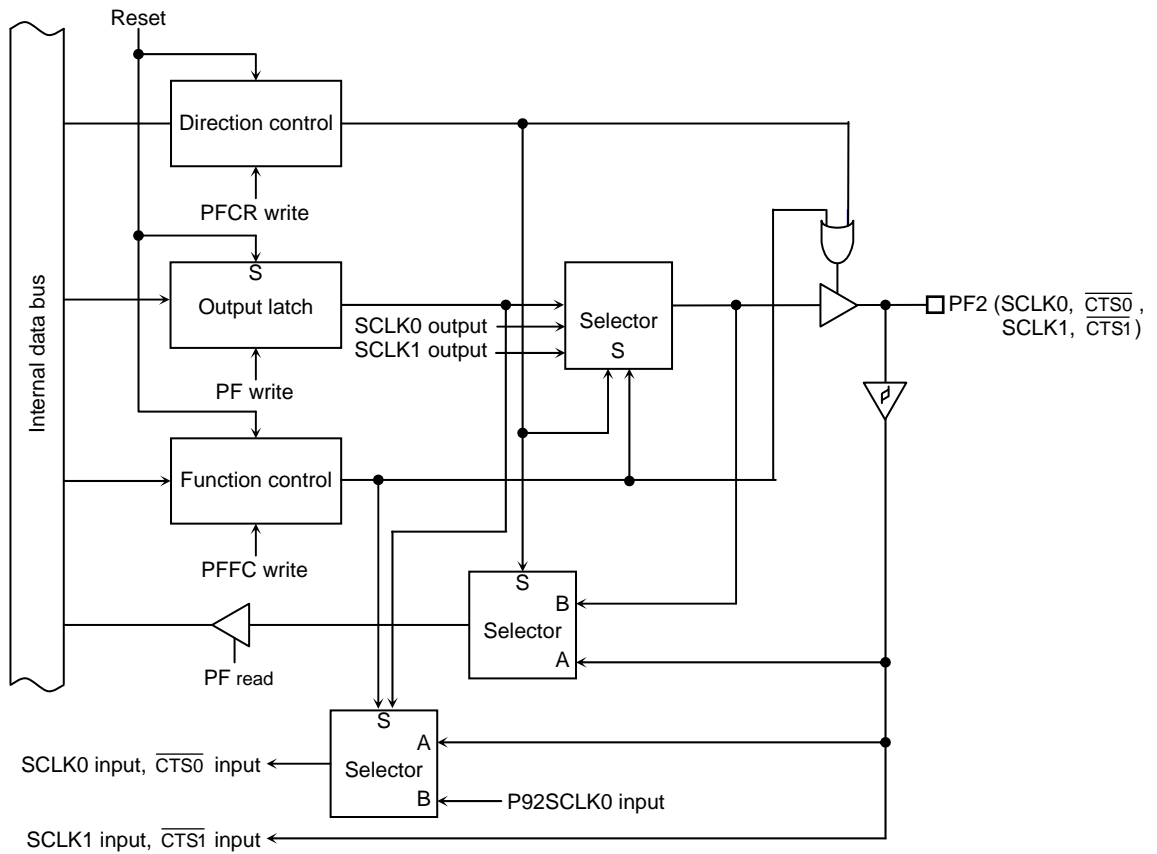 Reset
Direction control
PFCR write
S
Output latch
PF write
Internal data bus
SCLK0 output
SCLK1 output
Selector
S
PF2 (SCLK0, CTS0,
SCLK1, CTS1)
Function control
PFFC write
S
B
Selector
A
PF read
S
A
Selector
B
SCLK0 input, CTS0 input
P92SCLK0 input
SCLK1 input, CTS1 input